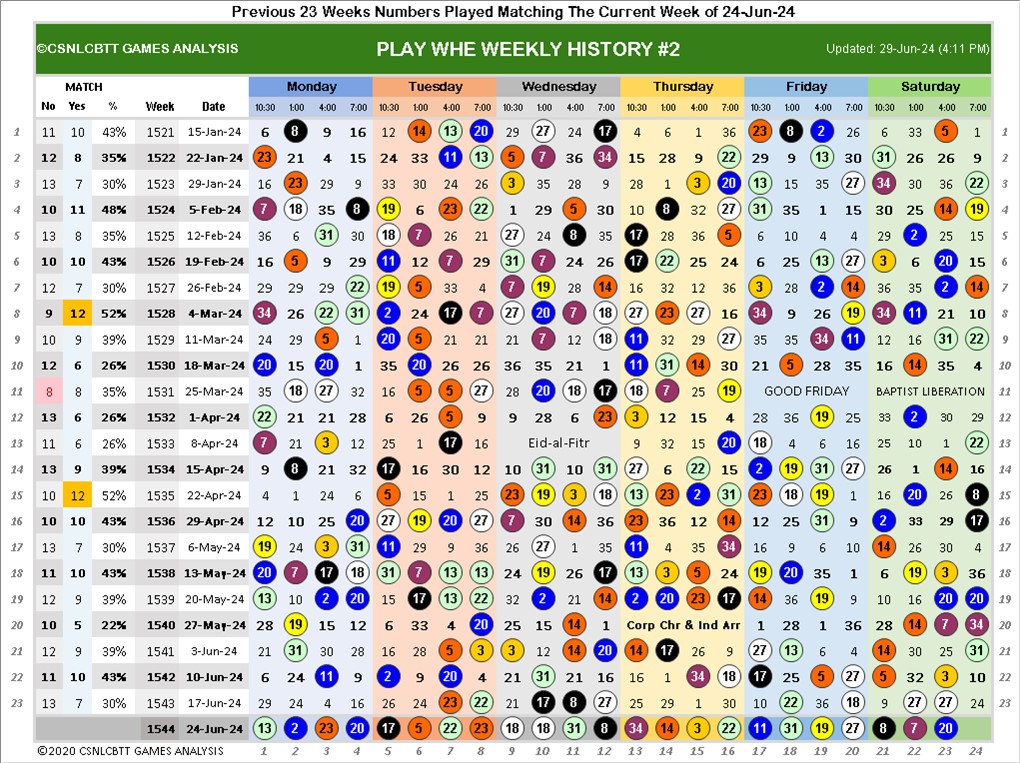 Previous 23 Weeks Numbers Played Matching The Current Week of 24-Jun-24
©CSNLCBTT GAMES ANALYSIS PLAY WHE WEEKLY HISTORY #2 Updated: 29-Jun-24 (4:11 PM)
MATCH Monday Tuesday Wednesday Thursday Friday Saturday
No Yes % Week Date 10:30 1:00 4:00 7:00 10:30 1:00 4:00 7:00 10:30 1:00 4:00 7:00 10:30 1:00 4:00 7:00 10:30 1:00 4:00 7:00 10:30 1:00 4:00 7:00
1 11 10 43% 1521 15-Jan-24 6 8 9 16 12 14 13 20 29 27 24 17 4 6 1 36 23 8 2 26 6 33 5 1 1
2 12 8 35% 1522 22-Jan-24 23 21 4 15 24 33 11 13 5 7 36 34 15 28 9 22 29 9 13 30 31 26 26 9 2
3 13 7 30% 1523 29-Jan-24 16 23 29 9 33 30 24 26 3 35 28 9 28 1 3 20 13 15 35 27 34 30 36 22 3
4 10 11 48% 1524 5-Feb-24 7 18 35 8 19 6 23 22 1 29 5 30 10 8 32 27 31 35 1 15 30 25 14 19 4
5 13 8 35% 1525 12-Feb-24 36 6 31 30 18 7 26 21 27 24 8 35 17 28 36 5 6 10 4 4 29 2 25 15 5
6 10 10 43% 1526 19-Feb-24 16 5 9 29 11 12 7 29 31 7 24 26 17 22 25 24 6 25 13 27 3 6 20 15 6
7 12 7 30% 1527 26-Feb-24 29 29 29 22 19 5 33 4 7 19 28 14 16 32 12 36 3 28 2 14 36 35 2 14 7
8 9 12 52% 1528 4-Mar-24 34 26 22 31 2 24 17 7 27 20 7 18 27 23 27 16 34 9 26 19 34 11 21 10 8
9 10 9 39% 1529 11-Mar-24 24 29 5 1 20 5 21 29 21 7 12 18 11 32 29 27 35 35 34 11 12 16 31 22 9
10 12 6 26% 1530 18-Mar-24 20 15 20 1 35 20 26 28 36 35 21 1 11 31 14 30 21 5 28 10 16 14 35 4 10
11 8 8 35% 1531 25-Mar-24 35 18 27 32 16 5 5 27 28 20 18 17 18 7 25 19 GOOD FRIDAY BAPTIST LIBERATION 11
12 13 6 26% 1532 1-Apr-24 22 21 21 28 6 26 5 9 9 28 6 23 3 12 15 4 28 36 19 25 33 2 30 29 12
13 11 6 26% 1533 8-Apr-24 7 21 3 12 25 1 17 16 Eid-al-Fitr 9 32 15 20 18 4 6 16 25 10 1 22 13
14 13 9 39% 1534 15-Apr-24 9 8 21 32 17 16 30 12 10 31 10 31 27 6 22 15 2 19 31 27 26 1 14 16 14
15 10 12 52% 1535 22-Apr-24 4 1 24 6 5 15 1 25 23 19 3 18 13 23 2 31 23 18 19 1 16 20 26 8 15
16 10 10 43% 1536 29-Apr-24 12 10 25 20 27 19 20 27 7 30 14 36 23 36 12 14 12 25 31 9 2 33 29 17 16
17 13 7 30% 1537 6-May-24 19 24 3 31 11 29 9 36 26 27 1 35 11 4 35 34 16 9 6 10 14 26 30 4 17
18 11 10 43% 1538 13-May-24 20 7 17 18 31 7 13 13 24 19 26 17 13 3 5 24 19 20 35 1 6 19 3 36 18
19 12 9 39% 1539 20-May-24 13 10 2 20 15 17 13 22 32 2 21 14 2 20 23 17 14 36 19 9 10 16 20 20 19
20 10 5 22% 1540 27-May-24 28 19 15 12 6 33 4 20 25 15 14 1 Corp Chr & Ind Arr 1 28 1 36 28 14 7 34 20
21 12 9 39% 1541 3-Jun-24 21 31 30 28 16 28 5 3 3 12 11 20 14 17 26 9 27 13 6 4 14 30 25 31 21
22 11 10 43% 1542 10-Jun-24 6 24 11 9 2 9 20 4 21 31 21 16 16 1 34 18 17 25 5 27 5 32 3 10 22
23 13 7 30% 1543 17-Jun-24 29 24 4 16 26 24 23 22 30 17 17 8 25 29 1 30 10 22 36 18 9 27 27 24 23
1544 24-Jun-24 13 2 23 20 17 5 22 23 18 18 31 8 34 14 3 22 11 31 19 27 8 7 20
©2020 CSNLCBTT GAMES ANALYSIS 1 2 3 4 5 6 7 8 9 10 11 12 13 14 15 16 17 18 19 20 21 22 23 24